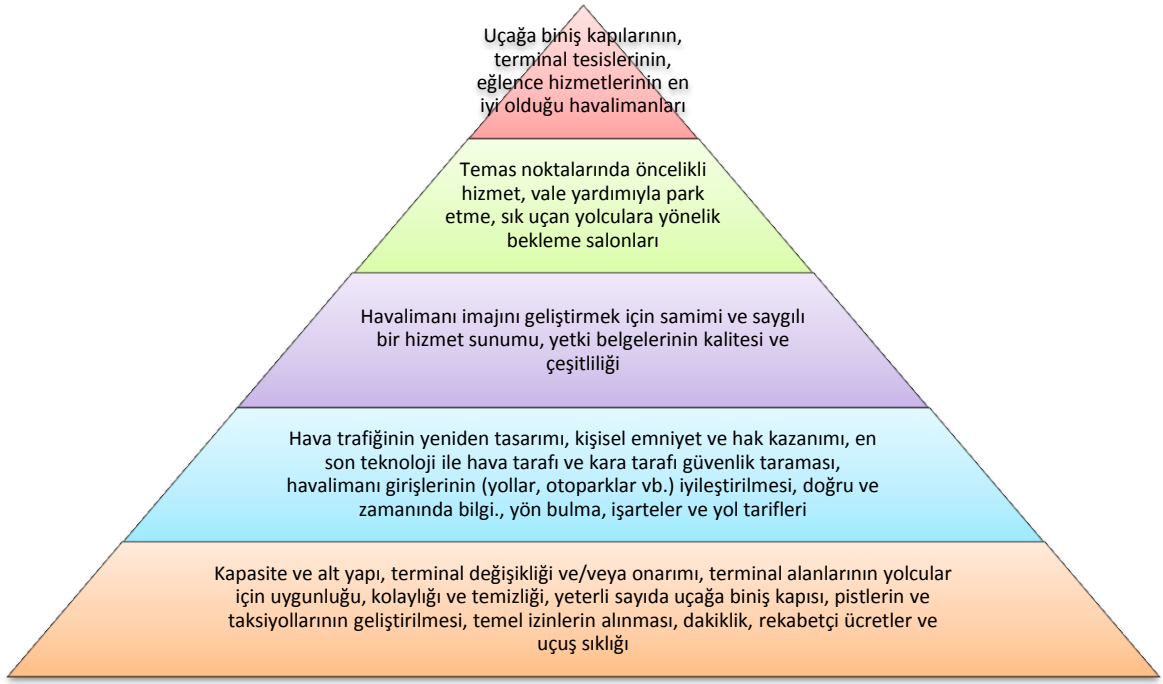 Uçağa biniş kapılarının,
terminal tesislerinin,
eğlence hizmetlerinin en
iyi olduğu havalimanları
Temas noktalarında öncelikli
hizmet, vale yardımıyla park
etme, sık uçan yolculara yönelik
bekleme salonları
Havalimanı imajını geliştirmek için samimi ve saygılı
bir hizmet sunumu, yetki belgelerinin kalitesi ve
çeşitliliği
Hava trafiğinin yeniden tasarımı, kişisel emniyet ve hak kazanımı, en
son teknoloji ile hava tarafı ve kara tarafı güvenlik taraması,
havalimanı girişlerinin (yollar, otoparklar vb.) iyileştirilmesi, doğru ve
zamanında bilgi., yön bulma, işarteler ve yol tarifleri
Kapasite ve alt yapı, terminal değişikliği ve/veya onarımı, terminal alanlarının yolcular
için uygunluğu, kolaylığı ve temizliği, yeterli sayıda uçağa biniş kapısı, pistlerin ve
taksiyollarının geliştirilmesi, temel izinlerin alınması, dakiklik, rekabetçi ücretler ve
uçuş sıklığı